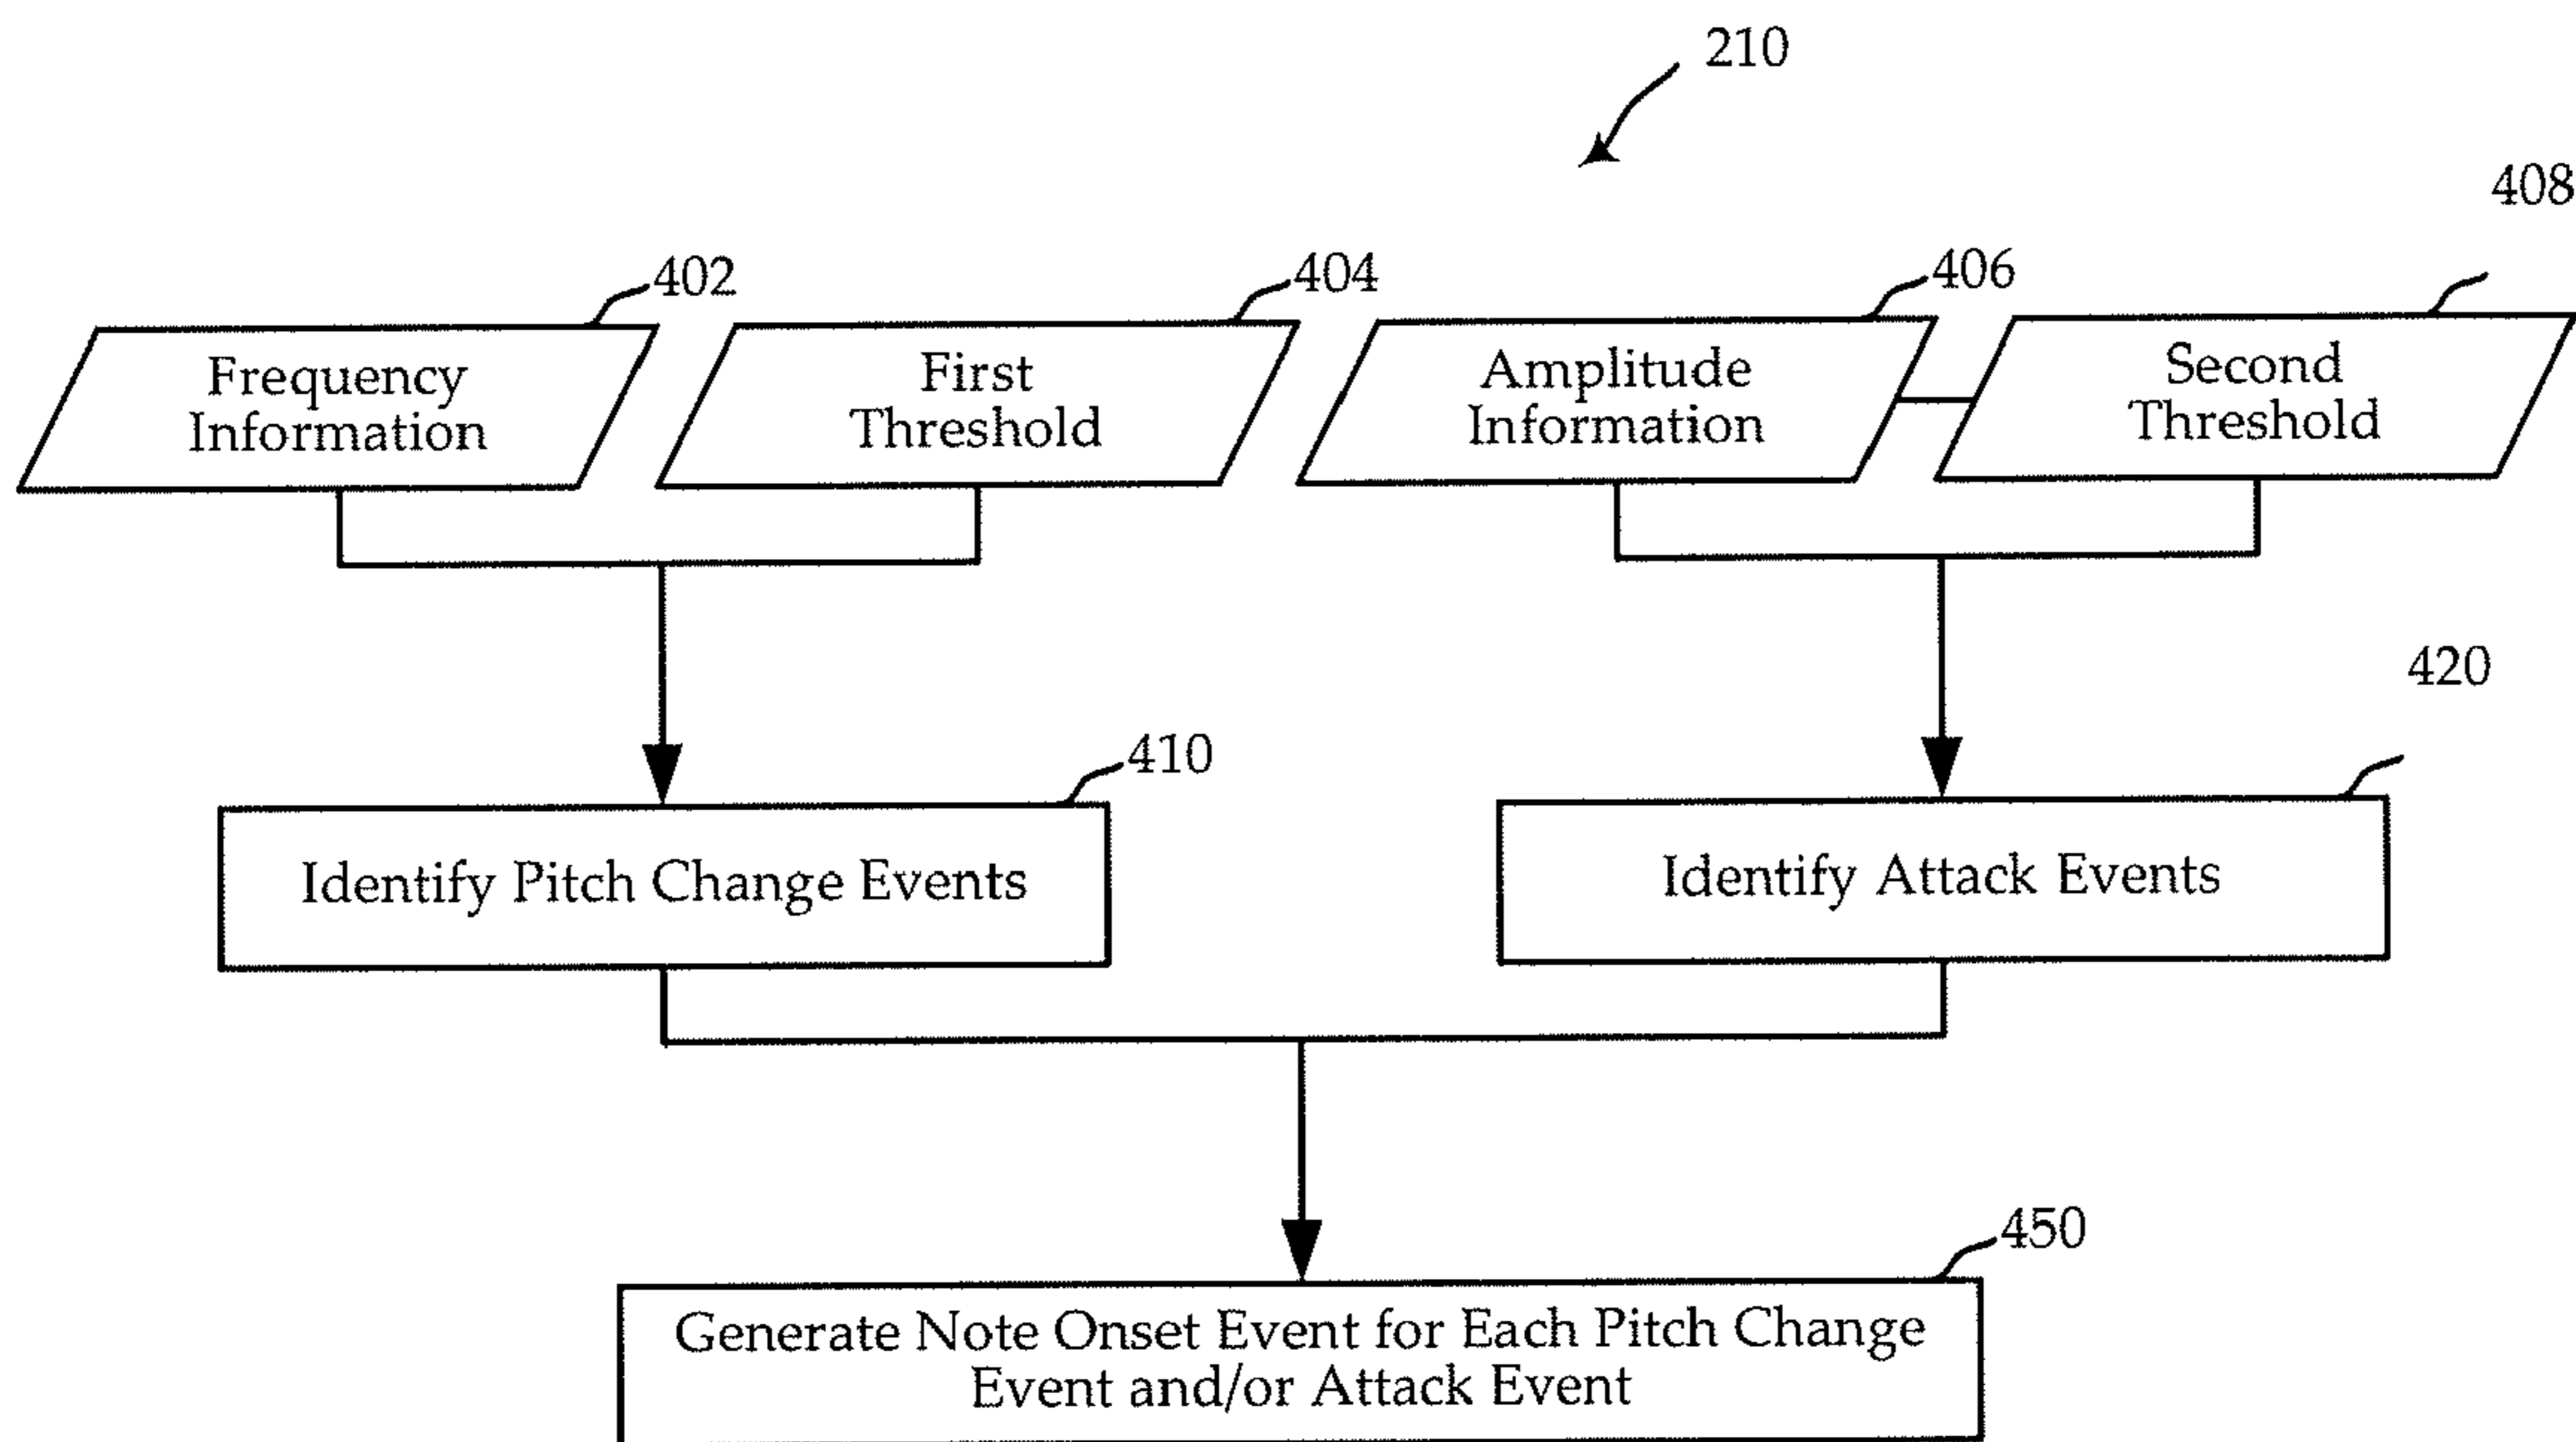 210
408
402
404
406
Frequency
Information
First
Threshold
Amplitude
Information
Second
Threshold
420
410
Identify Pitch Change Events
Identify Attack Events
450
Generate Note Onset Event for Each Pitch Change
Event and/or Attack Event